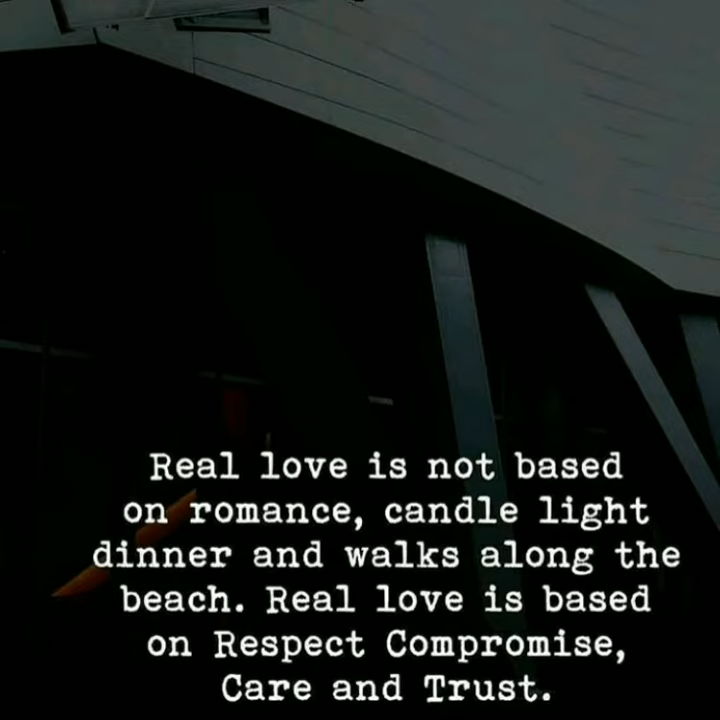 Real love is not based
on romance, candle light
dinner and walks along the
beach. Real love is based
on Respect Compromise,
Care and Trust.